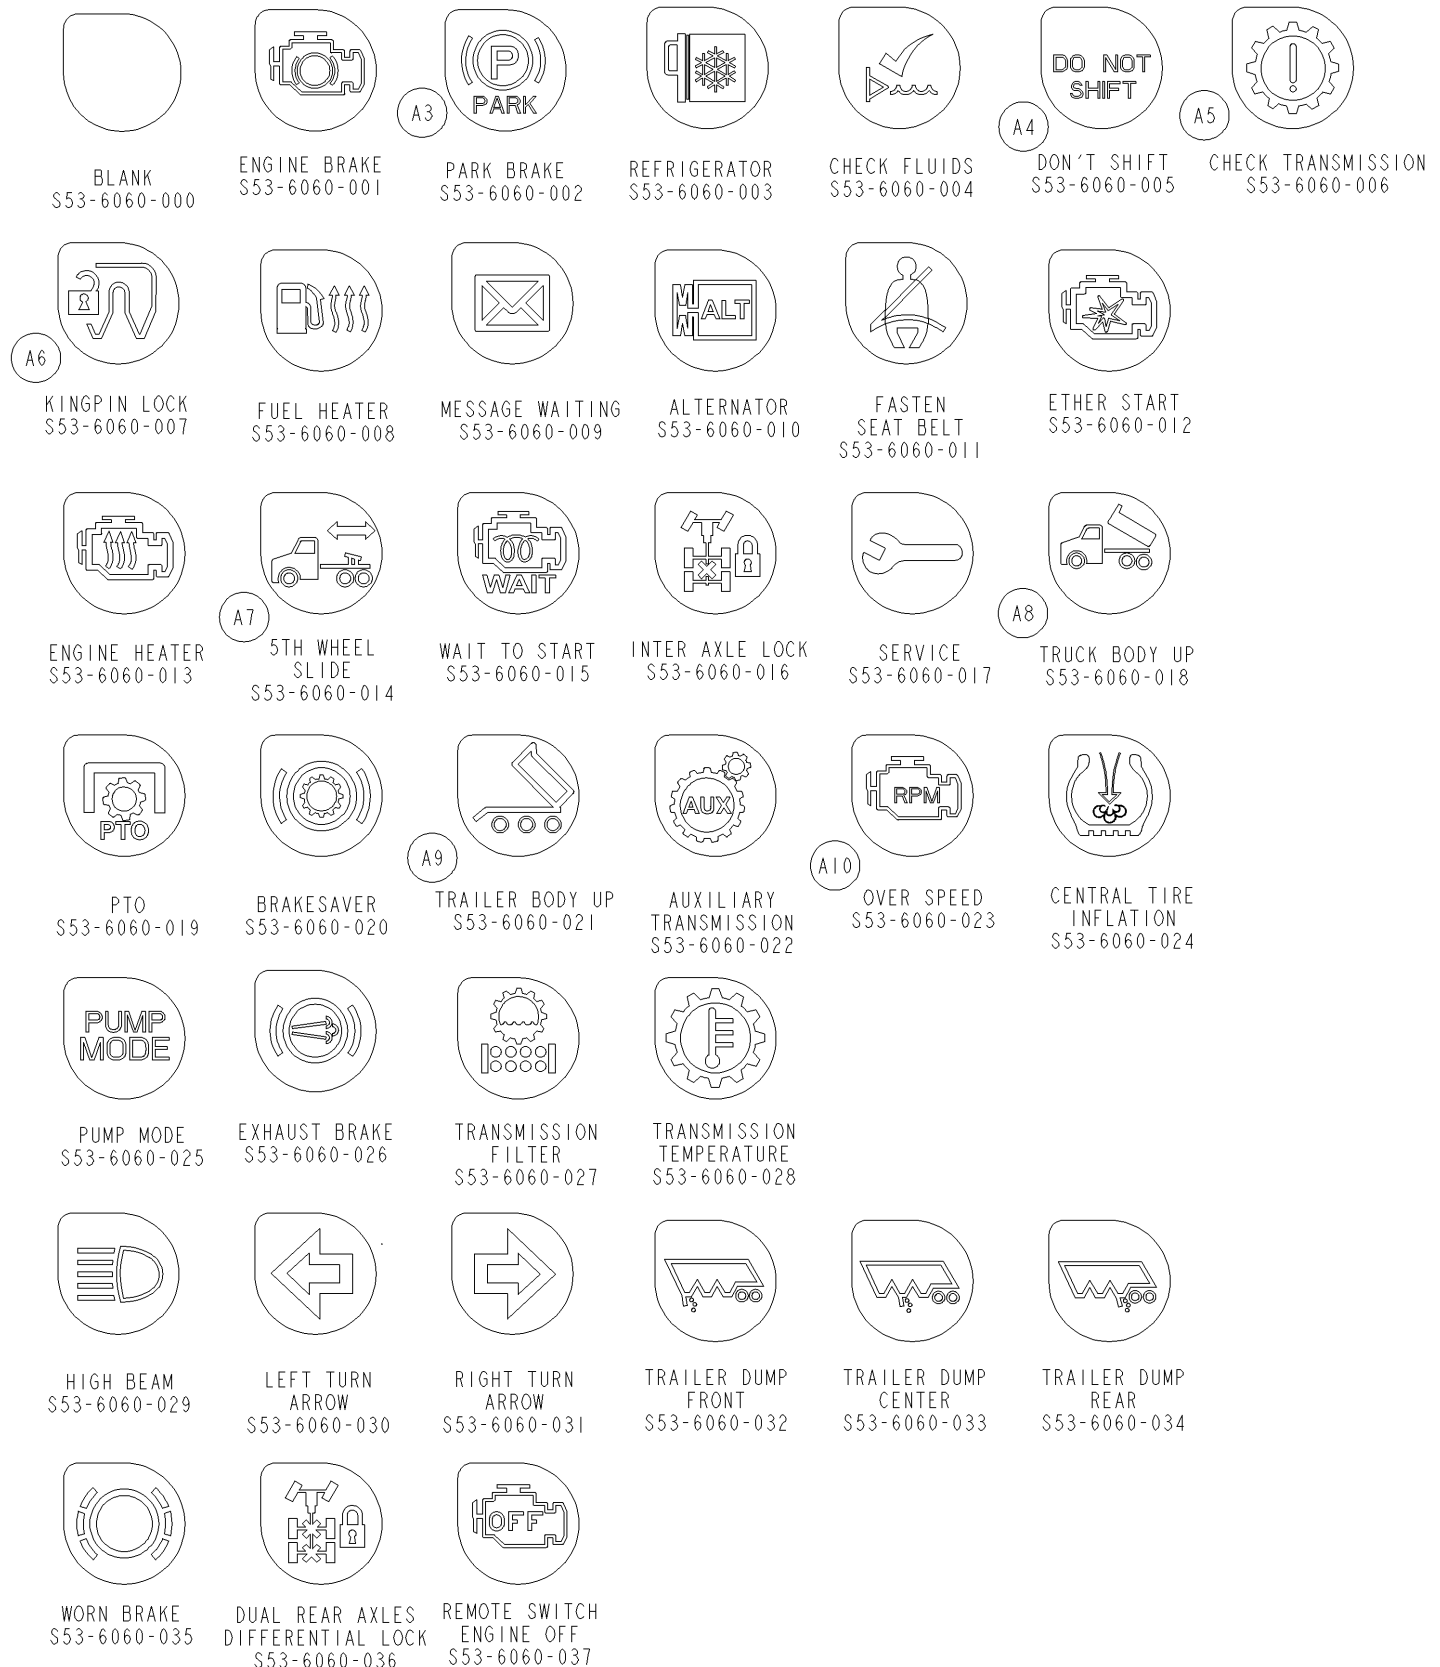 P
PARK
DO NOT
SHIFT
A3
A4
A5
BLANK
S53-6060-000
ENGINE BRAKE
S53-6060-001
PARK BRAKE
S53-6060-002
REFRIGERATOR
S53-6060-003
CHECK FLUIDS
S53-6060-004
DON'T SHIFT
S53-6060-005
CHECK TRANSMISSION
S53-6060-006
ALT
A6
KINGPIN LOCK
S53-6060-007
FUEL HEATER
S53-6060-008
MESSAGE WAITING
S53-6060-009
ALTERNATOR
S53-6060-010
FASTEN
SEAT BELT
S53-6060-011
ETHER START
S53-6060-012
WAIT
A7
A8
ENGINE HEATER
S53-6060-013
5TH WHEEL
SLIDE
S53-6060-014
WAIT TO START
S53-6060-015
INTER AXLE LOCK
S53-6060-016
SERVICE
S53-6060-017
TRUCK BODY UP
S53-6060-018
PTO
AUX
RPM
A9
A10
PTO
S53-6060-019
BRAKESAVER
S53-6060-020
TRAILER BODY UP
S53-6060-021
AUXILIARY
TRANSMISSION
S53-6060-022
OVER SPEED
S53-6060-023
CENTRAL TIRE
INFLATION
S53-6060-024
PUMP
MODE
PUMP MODE
S53-6060-025
EXHAUST BRAKE
S53-6060-026
TRANSMISSION
FILTER
S53-6060-027
TRANSMISSION
TEMPERATURE
S53-6060-028
HIGH BEAM
S53-6060-029
LEFT TURN
ARROW
S53-6060-030
RIGHT TURN
ARROW
S53-6060-031
TRAILER DUMP
FRONT
S53-6060-032
TRAILER DUMP
CENTER
S53-6060-033
TRAILER DUMP
REAR
S53-6060-034
OFF
WORN BRAKE
S53-6060-035
DUAL REAR AXLES
DIFFERENTIAL LOCK
S53-6060-036
REMOTE SWITCH
ENGINE OFF
S53-6060-037